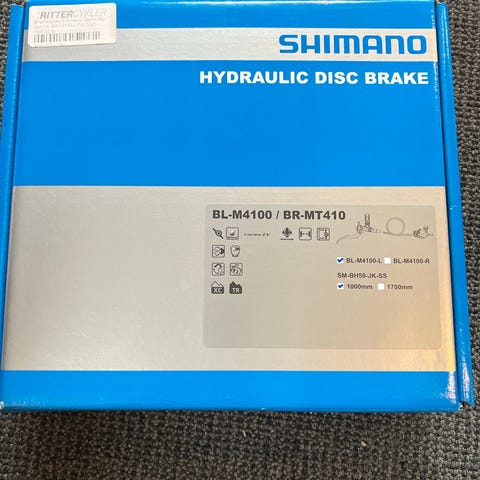 RITTERCYKLER
SHIMANO
HYDRAULIC DISC BRAKE
BL-M4100 / BR-MT410
BL-M4100-L BL-M4100-R
SM-BH59-JK-SS
1000mm 1700mm
XC TR